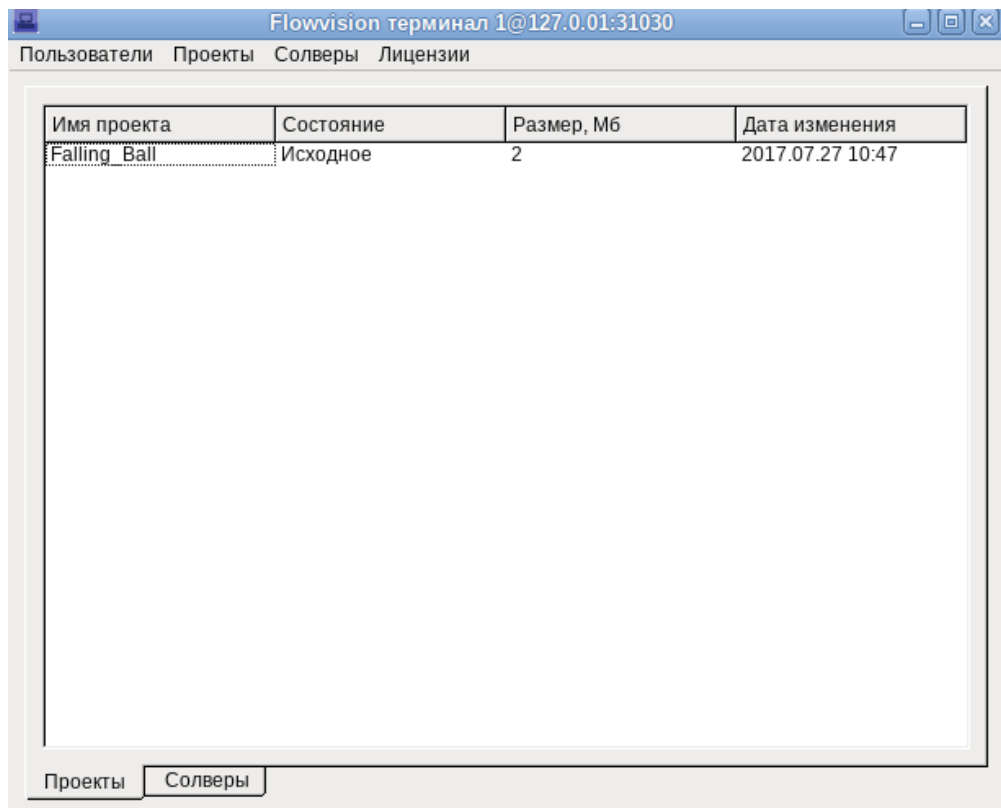 Flowvision терминал 1@127.0.01:31030
Пользователи Проекты Солверы Лицензии
Имя проекта Состояние Размер, Мб Дата изменения
Falling_Ball Исходное 2 2017.07.27 10:47
Проекты Солверы